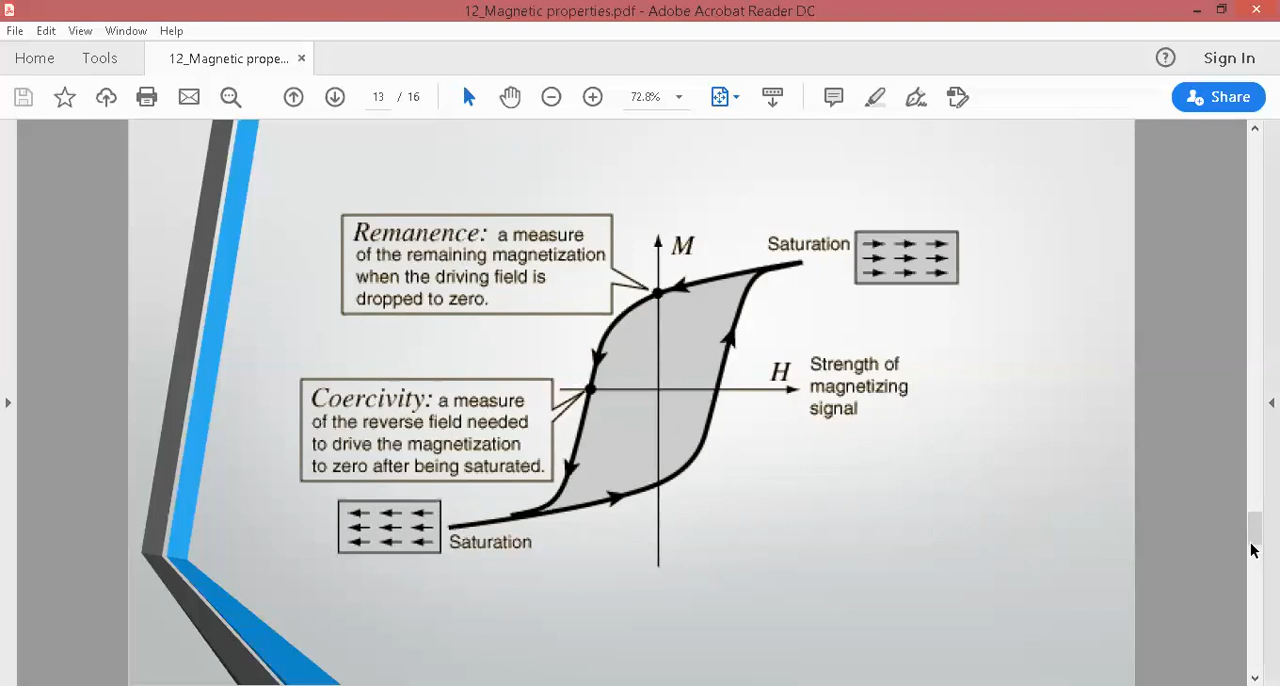 12_Magnetic properties.pdf - Adobe Acrobat Reader DC
File Edit View Window Help
Home Tools 12_Magnetic prope... × ? Sign In
13 / 16 72.8% Share
Remanence: a measure
of the remaining magnetization
when the driving field is
dropped to zero.
M
Saturation
H
Strength of
magnetizing
signal
Coercivity: a measure
of the reverse field needed
to drive the magnetization
to zero after being saturated.
Saturation